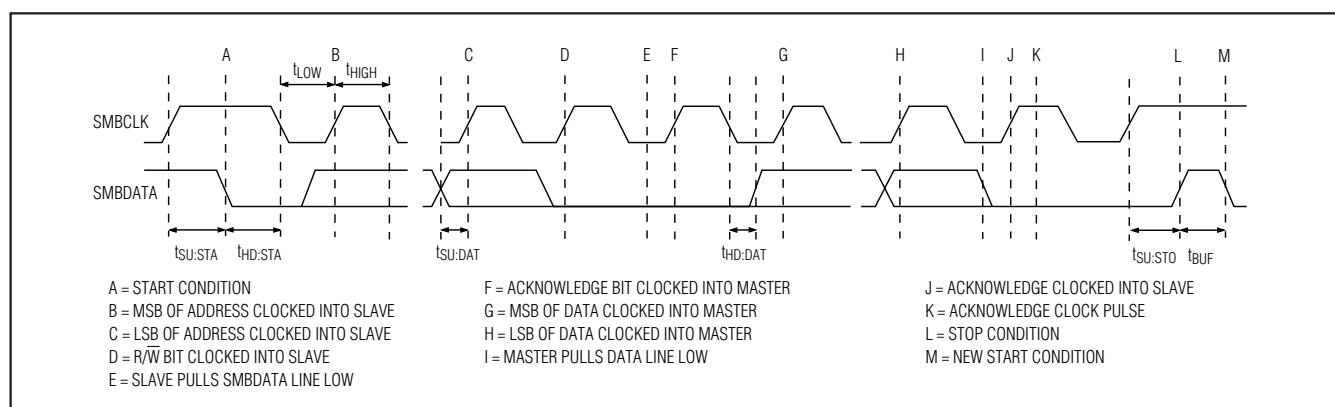 A B C D E F G H I J K L M
tLOW tHIGH
SMBCLK
SMBDATA
tSU:STA tHD:STA tSU:DAT tHD:DAT tSU:STO tBUF
A = START CONDITION
B = MSB OF ADDRESS CLOCKED INTO SLAVE
C = LSB OF ADDRESS CLOCKED INTO SLAVE
D = R/W̅ BIT CLOCKED INTO SLAVE
E = SLAVE PULLS SMBDATA LINE LOW
F = ACKNOWLEDGE BIT CLOCKED INTO MASTER
G = MSB OF DATA CLOCKED INTO MASTER
H = LSB OF DATA CLOCKED INTO MASTER
I = MASTER PULLS DATA LINE LOW
J = ACKNOWLEDGE CLOCKED INTO SLAVE
K = ACKNOWLEDGE CLOCK PULSE
L = STOP CONDITION
M = NEW START CONDITION